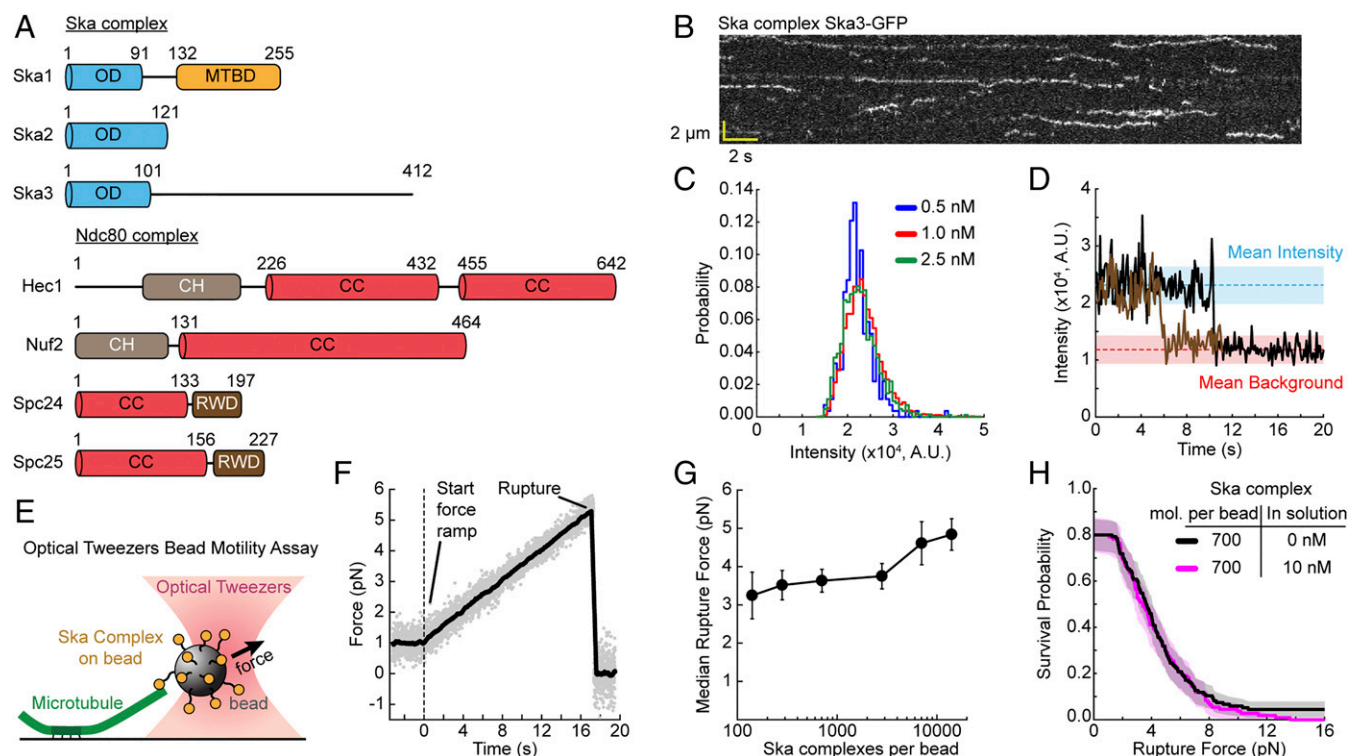 A
Ska complex
1 91 132 255
Ska1 OD MTBD
1 121
Ska2 OD
1 101 412
Ska3 OD
Ndc80 complex
1 226 432 455 642
Hec1 CH CC CC
1 131 464
Nuf2 CH CC
1 133 197
Spc24 CC RWD
1 156 227
Spc25 CC RWD
B
Ska complex Ska3-GFP
2 μm
2 s
C
0.14
0.12
0.10
0.08
0.06
0.04
0.02
0.00
Probability
0.5 nM
1.0 nM
2.5 nM
0 1 2 3 4 5
Intensity (x10⁴, A.U.)
D
4
3
2
1
0
Intensity (x10⁴, A.U.)
Mean Intensity
Mean Background
0 4 8 12 16 20
Time (s)
E
Optical Tweezers Bead Motility Assay
Optical Tweezers
Ska Complex
on bead
force
bead
Microtubule
F
6
5
4
3
2
1
0
-1
Force (pN)
Start
force
ramp
Rupture
0 4 8 12 16 20
Time (s)
G
6
5
4
3
2
1
0
Median Rupture Force (pN)
100 1000 10000
Ska complexes per bead
H
1.0
0.8
0.6
0.4
0.2
0.0
Survival Probability
Ska complex
mol. per bead In solution
700 0 nM
700 10 nM
0 4 8 12 16
Rupture Force (pN)